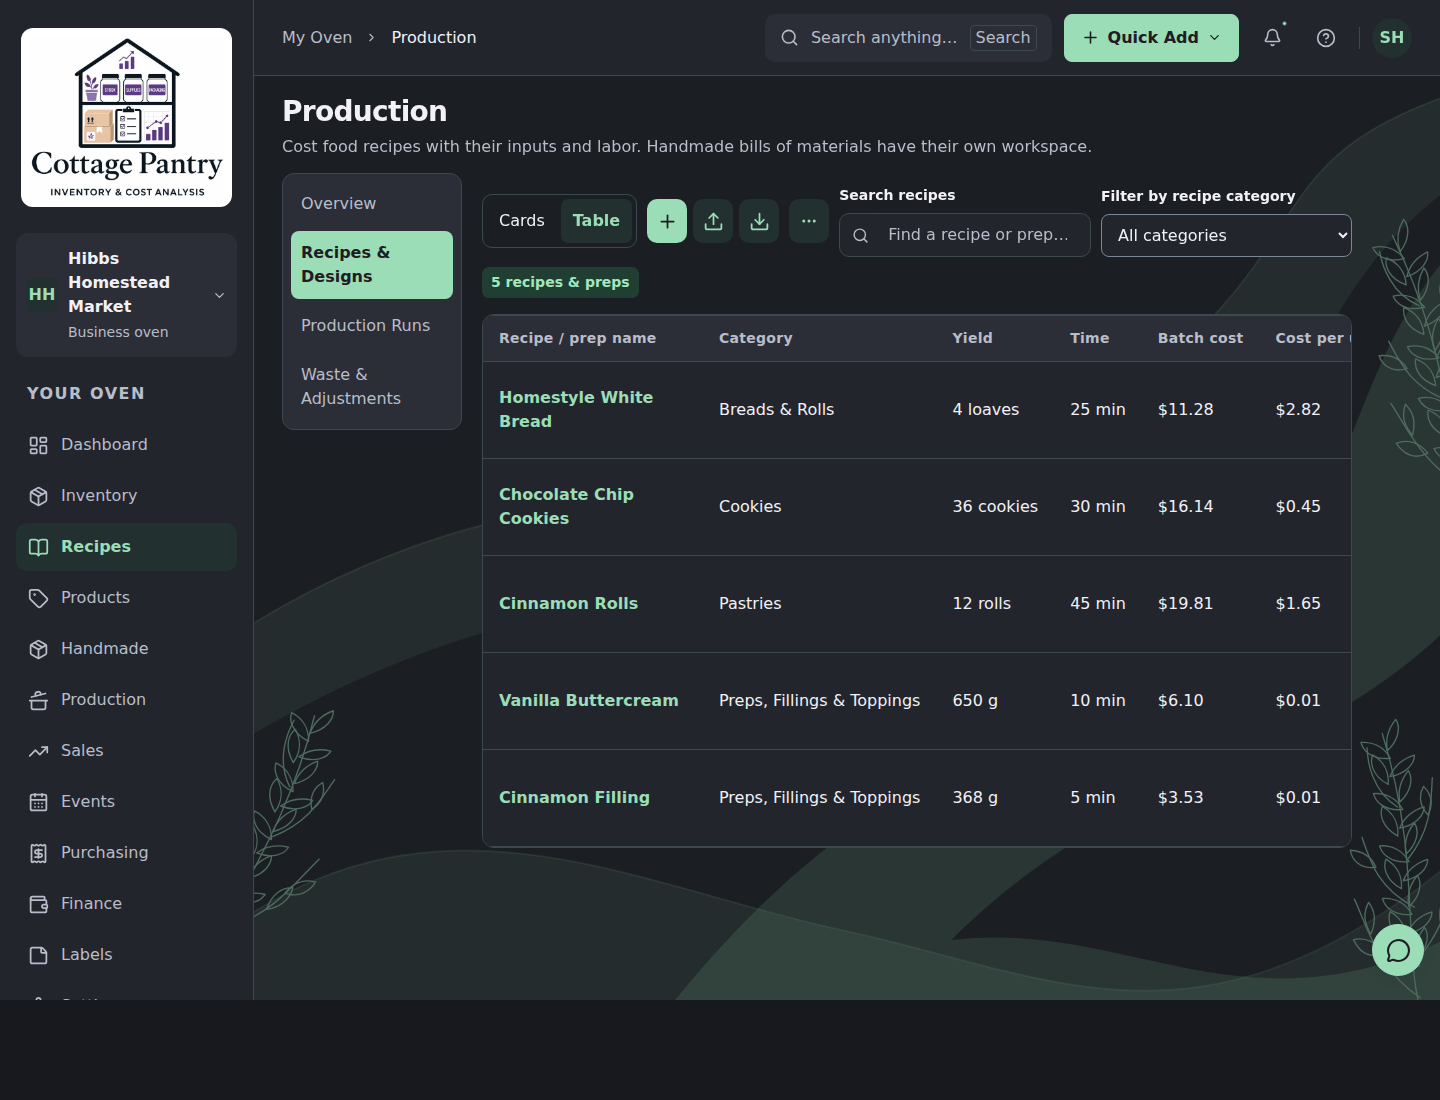 My Oven > Production
Search anything...
Search
+ Quick Add
SH
Cottage Pantry
INVENTORY & COST ANALYSIS
HH
Hibbs
Homestead
Market
Business oven
YOUR OVEN
Dashboard
Inventory
Recipes
Products
Handmade
Production
Sales
Events
Purchasing
Finance
Labels
Production
Cost food recipes with their inputs and labor. Handmade bills of materials have their own workspace.
Overview
Recipes &
Designs
Production Runs
Waste &
Adjustments
Cards
Table
Search recipes
Find a recipe or prep...
Filter by recipe category
All categories
5 recipes & preps
Recipe / prep name Category Yield Time Batch cost Cost per
Homestyle White
Bread
Breads & Rolls 4 loaves 25 min $11.28 $2.82
Chocolate Chip
Cookies
Cookies 36 cookies 30 min $16.14 $0.45
Cinnamon Rolls Pastries 12 rolls 45 min $19.81 $1.65
Vanilla Buttercream Preps, Fillings & Toppings 650 g 10 min $6.10 $0.01
Cinnamon Filling Preps, Fillings & Toppings 368 g 5 min $3.53 $0.01